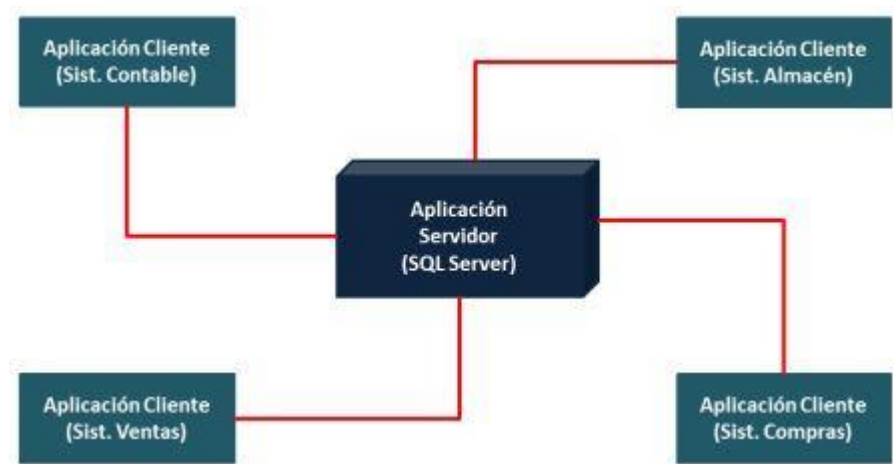 Aplicación Cliente
(Sist. Contable)
Aplicación Cliente
(Sist. Almacén)
Aplicación
Servidor
(SQL Server)
Aplicación Cliente
(Sist. Ventas)
Aplicación Cliente
(Sist. Compras)